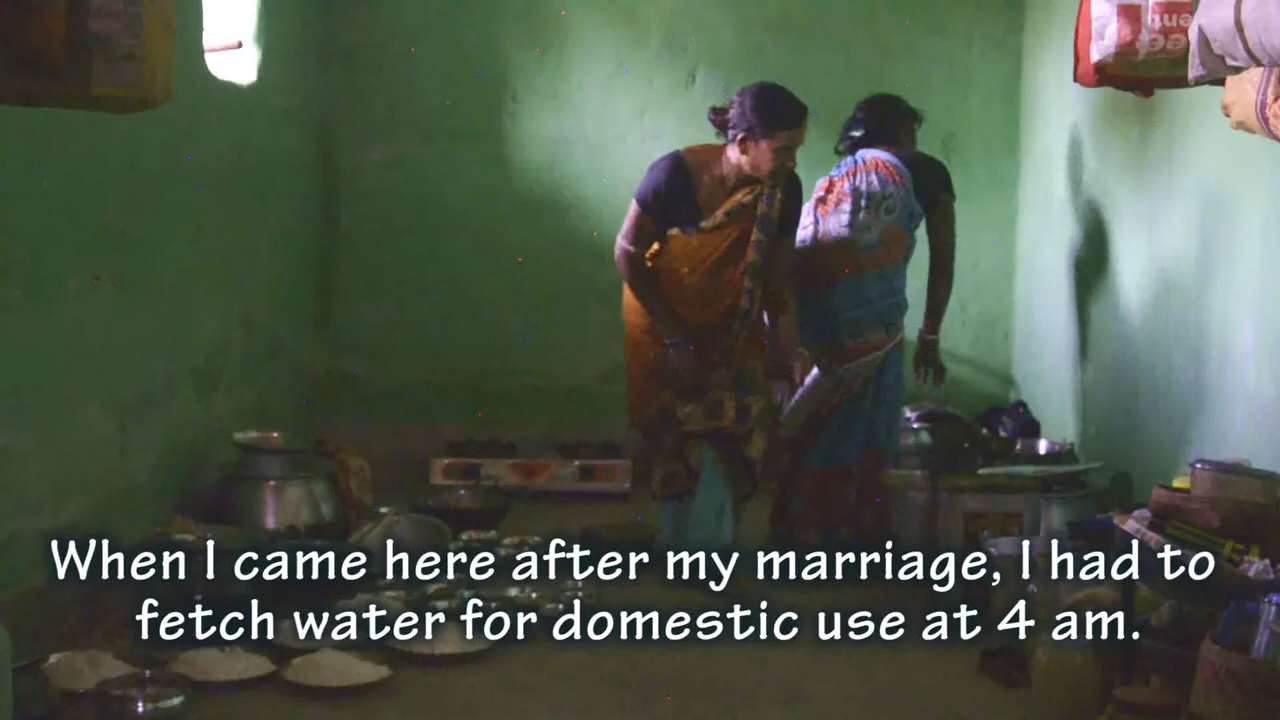 When I came here after my marriage, I had to
fetch water for domestic use at 4 am.